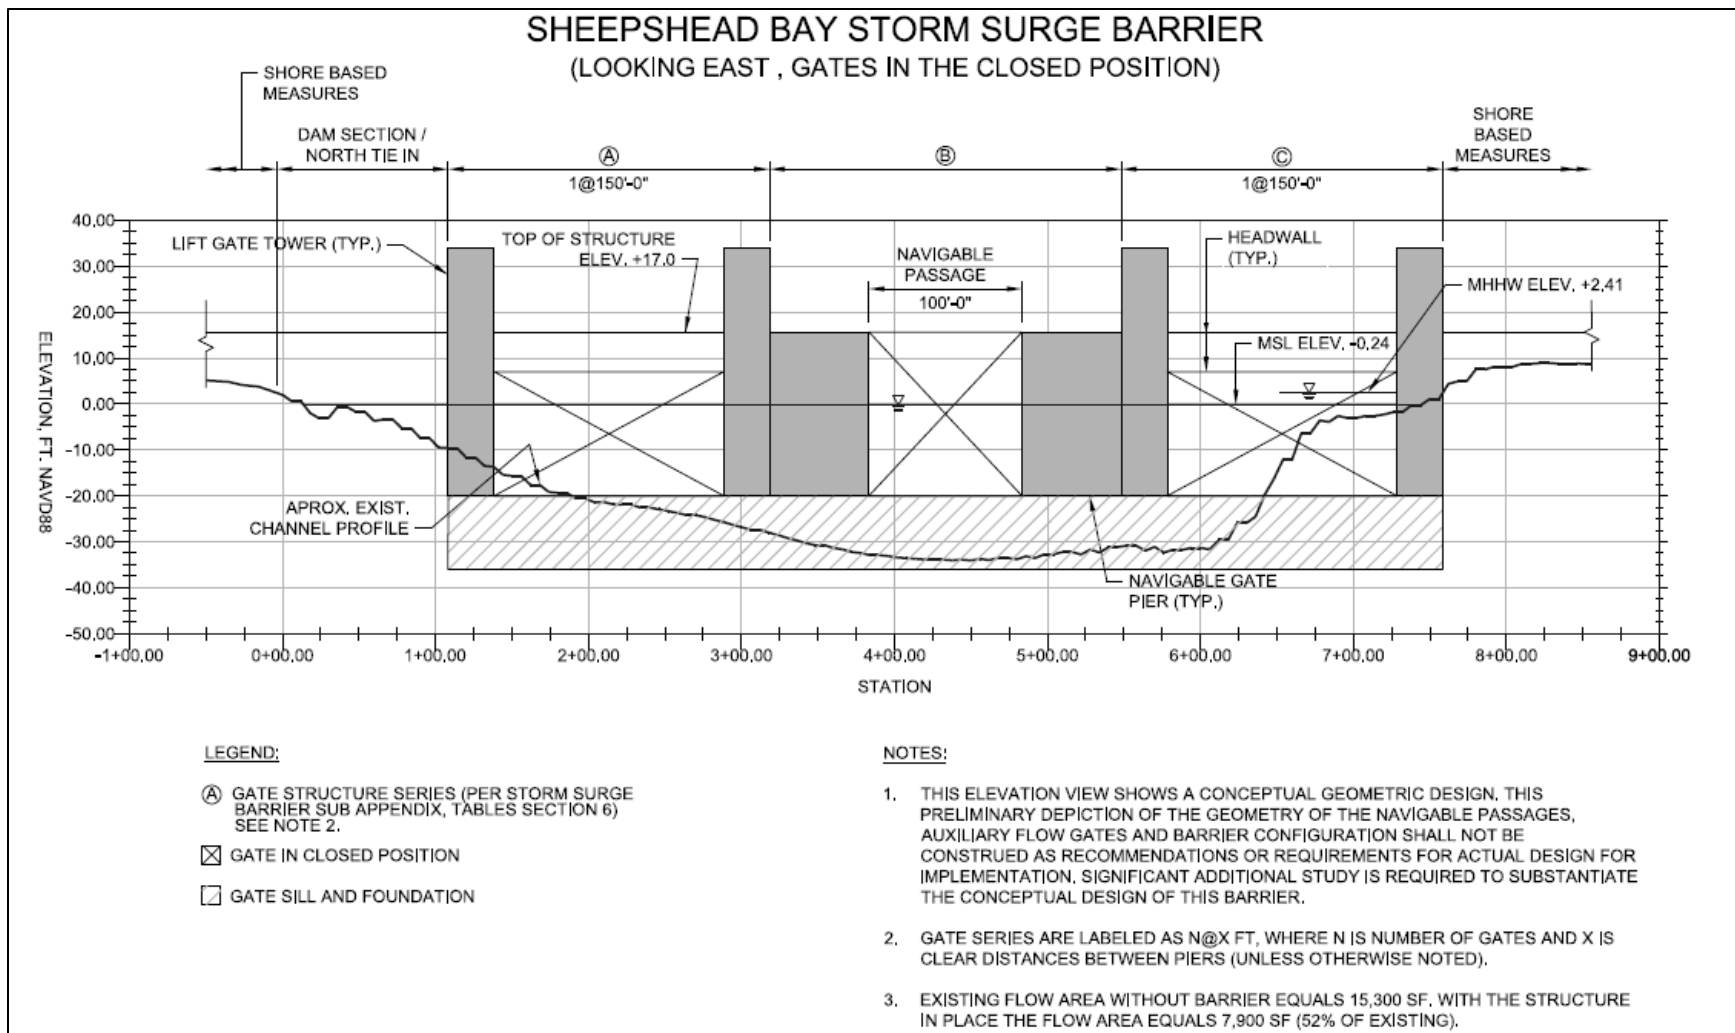 SHEEPSHEAD BAY STORM SURGE BARRIER
(LOOKING EAST , GATES IN THE CLOSED POSITION)
SHORE BASED
MEASURES
DAM SECTION /
NORTH TIE IN
Ⓐ
1@150'-0"
Ⓑ
Ⓒ
1@150'-0"
SHORE
BASED
MEASURES
LIFT GATE TOWER (TYP.)
TOP OF STRUCTURE
ELEV. +17.0
NAVIGABLE
PASSAGE
100'-0"
HEADWALL
(TYP.)
MHHW ELEV. +2.41
MSL ELEV. -0.24
APROX. EXIST.
CHANNEL PROFILE
NAVIGABLE GATE
PIER (TYP.)
ELEVATION, FT. NAVD88
40.00
30.00
20.00
10.00
0.00
-10.00
-20.00
-30.00
-40.00
-50.00
-1+00.00
0+00.00
1+00.00
2+00.00
3+00.00
4+00.00
5+00.00
6+00.00
7+00.00
8+00.00
9+00.00
STATION
LEGEND:
Ⓐ GATE STRUCTURE SERIES (PER STORM SURGE
BARRIER SUB APPENDIX, TABLES SECTION 6)
SEE NOTE 2.
GATE IN CLOSED POSITION
GATE SILL AND FOUNDATION
NOTES:
1. THIS ELEVATION VIEW SHOWS A CONCEPTUAL GEOMETRIC DESIGN. THIS
PRELIMINARY DEPICTION OF THE GEOMETRY OF THE NAVIGABLE PASSAGES,
AUXILIARY FLOW GATES AND BARRIER CONFIGURATION SHALL NOT BE
CONSTRUED AS RECOMMENDATIONS OR REQUIREMENTS FOR ACTUAL DESIGN FOR
IMPLEMENTATION. SIGNIFICANT ADDITIONAL STUDY IS REQUIRED TO SUBSTANTIATE
THE CONCEPTUAL DESIGN OF THIS BARRIER.
2. GATE SERIES ARE LABELED AS N@X FT, WHERE N IS NUMBER OF GATES AND X IS
CLEAR DISTANCES BETWEEN PIERS (UNLESS OTHERWISE NOTED).
3. EXISTING FLOW AREA WITHOUT BARRIER EQUALS 15,300 SF. WITH THE STRUCTURE
IN PLACE THE FLOW AREA EQUALS 7,900 SF (52% OF EXISTING).